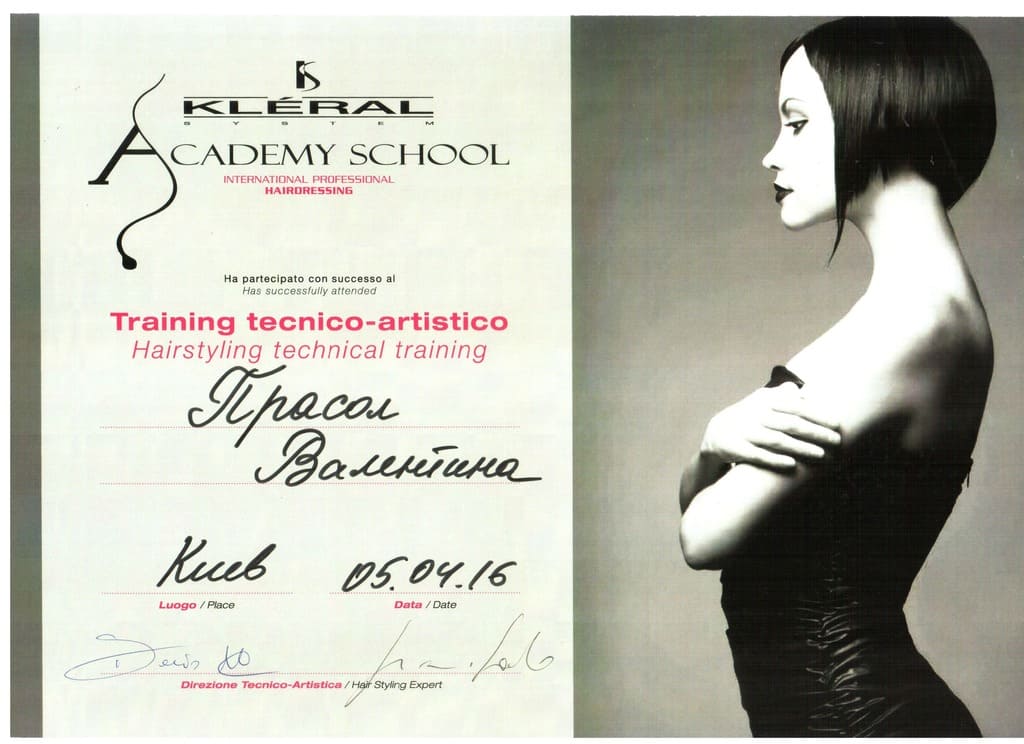 KLÉRAL
SYSTEM
ACADEMY SCHOOL
INTERNATIONAL PROFESSIONAL
HAIRDRESSING
Ha partecipato con successo al
Has successfully attended
Training tecnico-artistico
Hairstyling technical training
Прасол
Валентина
Киев 05.04.16
Luogo / Place Data / Date
Denis
Direzione Tecnico-Artistica / Hair Styling Expert